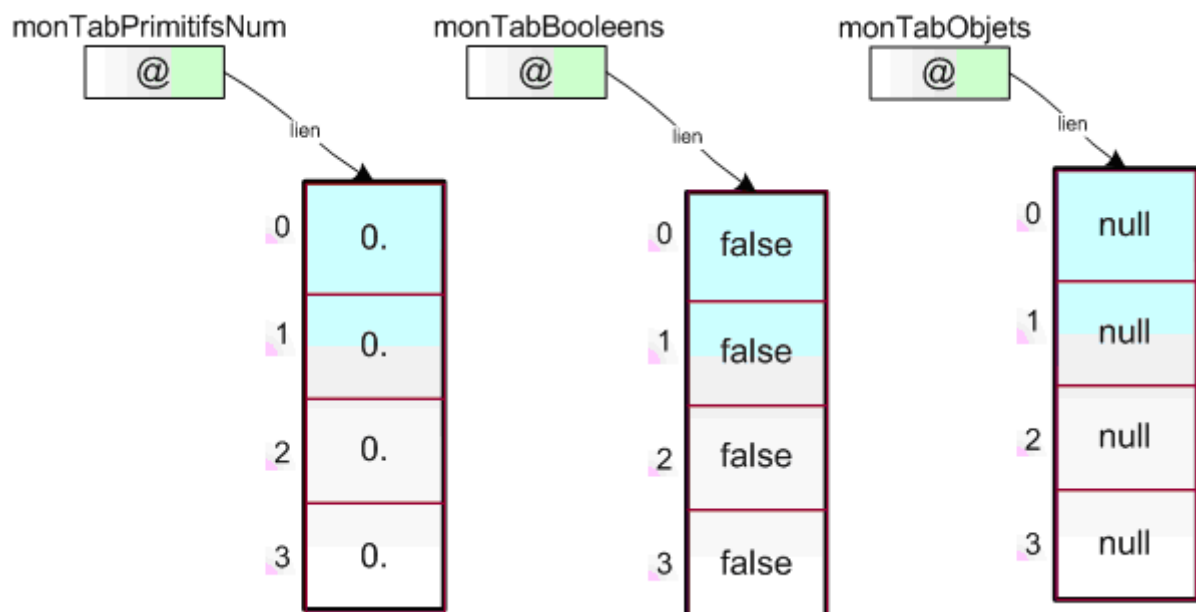 monTabPrimitifsNum monTabBooleens monTabObjets
@ @ @
lien lien lien
0 0. 0 false 0 null
1 0. 1 false 1 null
2 0. 2 false 2 null
3 0. 3 false 3 null